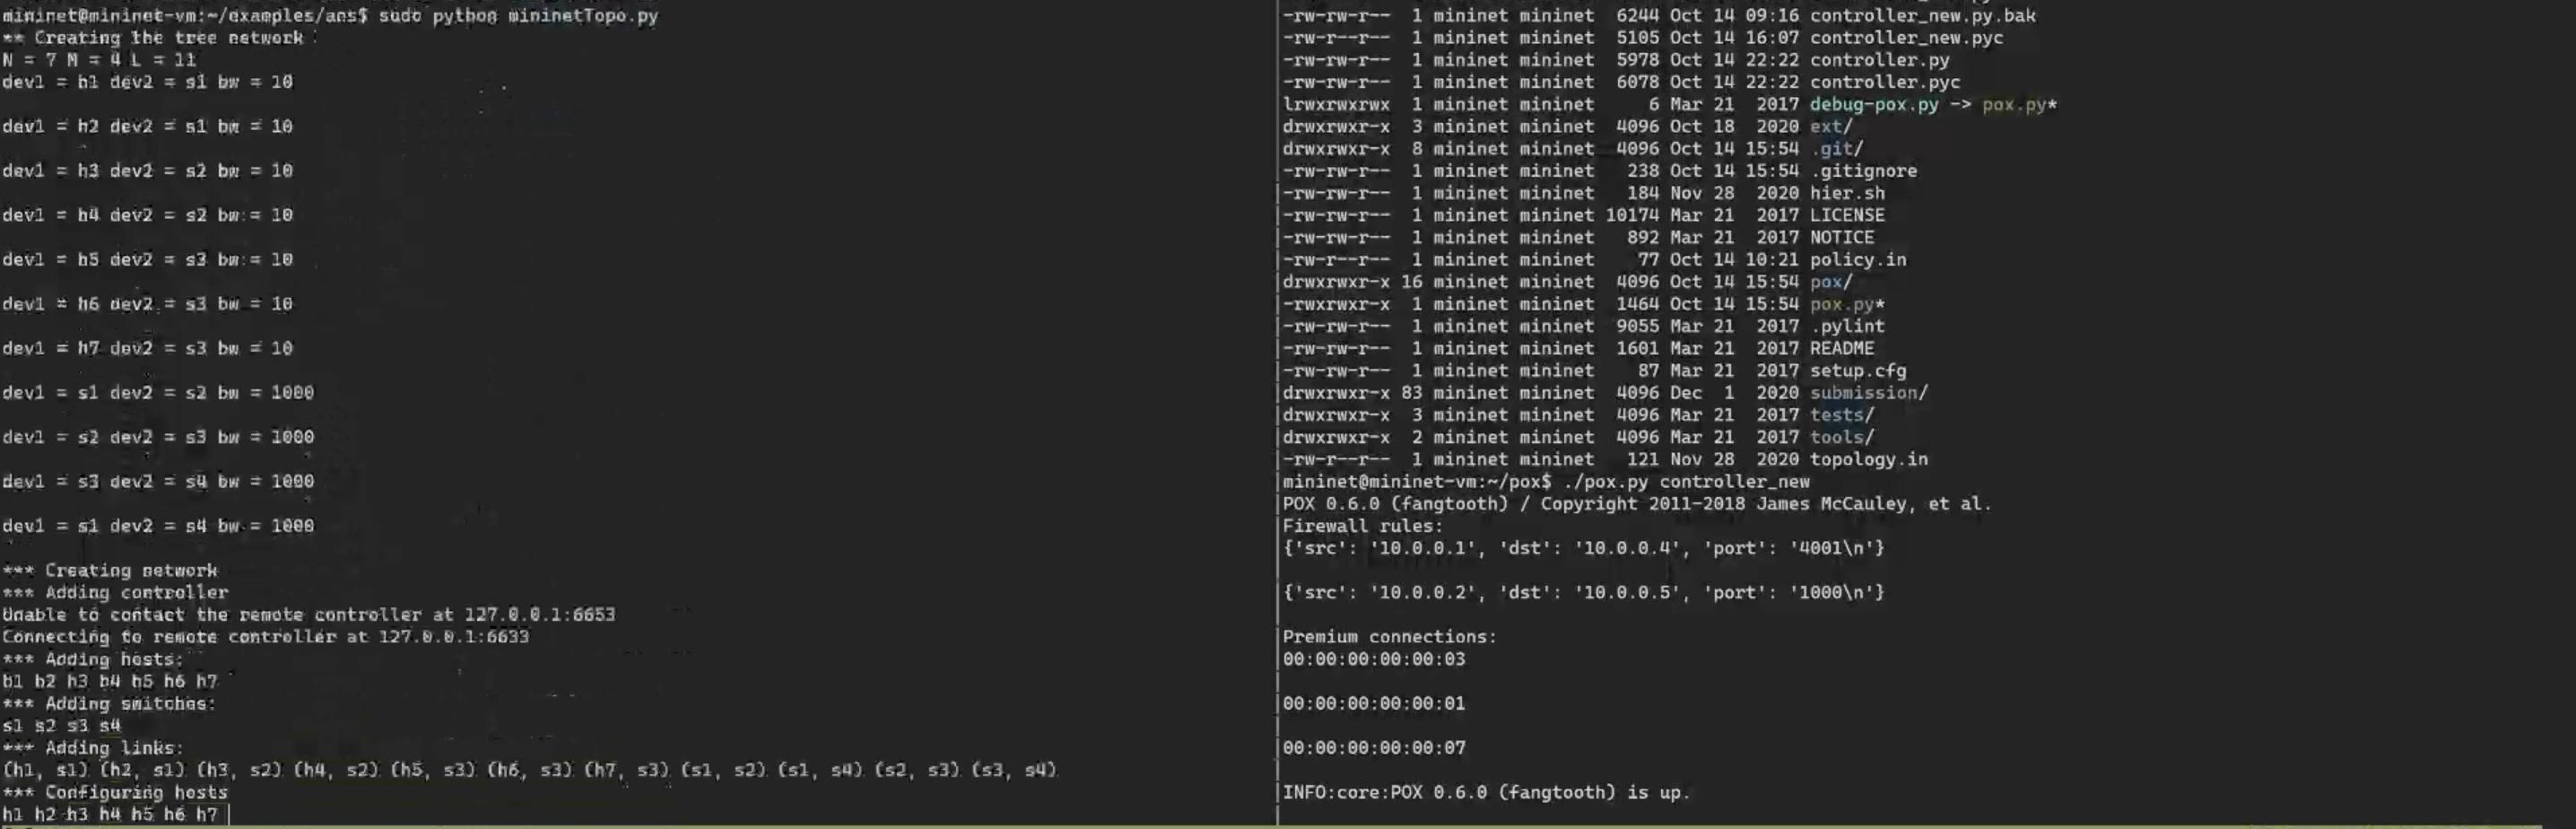 mininet@mininet-vm:~/examples/ans$ sudo python mininetTopo.py
** Creating the tree network
N = 7 M = 4 L = 11
dev1 = h1 dev2 = s1 bw = 10
dev1 = h2 dev2 = s1 bw = 10
dev1 = h3 dev2 = s2 bw = 10
dev1 = h4 dev2 = s2 bw = 10
dev1 = h5 dev2 = s3 bw = 10
dev1 = h6 dev2 = s3 bw = 10
dev1 = h7 dev2 = s3 bw = 10
dev1 = s1 dev2 = s2 bw = 1000
dev1 = s2 dev2 = s3 bw = 1000
dev1 = s3 dev2 = s4 bw = 1000
dev1 = s1 dev2 = s4 bw = 1000
*** Creating network
*** Adding controller
Unable to contact the remote controller at 127.0.0.1:6653
Connecting to remote controller at 127.0.0.1:6633
*** Adding hosts:
h1 h2 h3 h4 h5 h6 h7
*** Adding switches:
s1 s2 s3 s4
*** Adding links:
(h1, s1) (h2, s1) (h3, s2) (h4, s2) (h5, s3) (h6, s3) (h7, s3) (s1, s2) (s1, s4) (s2, s3) (s3, s4)
*** Configuring hosts
h1 h2 h3 h4 h5 h6 h7
-rw-rw-r-- 1 mininet mininet 6244 Oct 14 09:16 controller_new.py.bak
-rw-r--r-- 1 mininet mininet 5105 Oct 14 16:07 controller_new.pyc
-rw-rw-r-- 1 mininet mininet 5978 Oct 14 22:22 controller.py
-rw-rw-r-- 1 mininet mininet 6078 Oct 14 22:22 controller.pyc
lrwxrwxrwx 1 mininet mininet 6 Mar 21 2017 debug-pox.py -> pox.py*
drwxrwxr-x 3 mininet mininet 4096 Oct 18 2020 ext/
drwxrwxr-x 8 mininet mininet 4096 Oct 14 15:54 .git/
-rw-rw-r-- 1 mininet mininet 238 Oct 14 15:54 .gitignore
-rw-rw-r-- 1 mininet mininet 184 Nov 28 2020 hier.sh
-rw-rw-r-- 1 mininet mininet 10174 Mar 21 2017 LICENSE
-rw-rw-r-- 1 mininet mininet 892 Mar 21 2017 NOTICE
-rw-r--r-- 1 mininet mininet 77 Oct 14 10:21 policy.in
drwxrwxr-x 16 mininet mininet 4096 Oct 14 15:54 pox/
-rwxrwxr-x 1 mininet mininet 1464 Oct 14 15:54 pox.py*
-rw-rw-r-- 1 mininet mininet 9055 Mar 21 2017 .pylint
-rw-rw-r-- 1 mininet mininet 1601 Mar 21 2017 README
-rw-rw-r-- 1 mininet mininet 87 Mar 21 2017 setup.cfg
drwxrwxr-x 83 mininet mininet 4096 Dec 1 2020 submission/
drwxrwxr-x 3 mininet mininet 4096 Mar 21 2017 tests/
drwxrwxr-x 2 mininet mininet 4096 Mar 21 2017 tools/
-rw-r--r-- 1 mininet mininet 121 Nov 28 2020 topology.in
mininet@mininet-vm:~/pox$ ./pox.py controller_new
POX 0.6.0 (fangtooth) / Copyright 2011-2018 James McCauley, et al.
Firewall rules:
{'src': '10.0.0.1', 'dst': '10.0.0.4', 'port': '4001\n'}
{'src': '10.0.0.2', 'dst': '10.0.0.5', 'port': '1000\n'}
Premium connections:
00:00:00:00:00:03
00:00:00:00:00:01
00:00:00:00:00:07
INFO:core:POX 0.6.0 (fangtooth) is up.